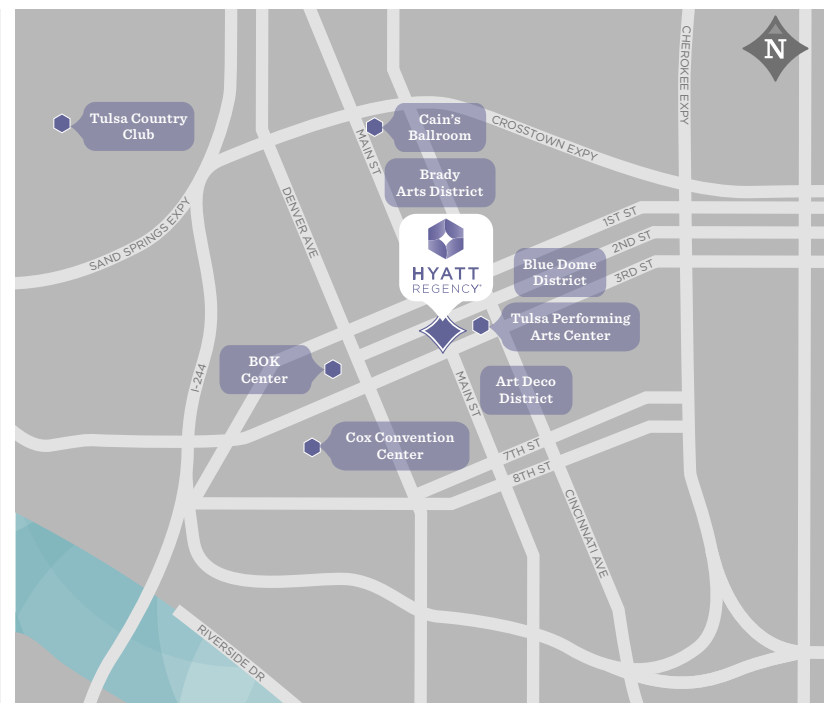 N
CHEROKEE EXPY
Tulsa Country
Club
Cain's
Ballroom
CROSSTOWN EXPY
MAIN ST
Brady
Arts District
DENVER AVE
SAND SPRINGS EXPY
1ST ST
2ND ST
3RD ST
HYATT
REGENCY
Blue Dome
District
Tulsa Performing
Arts Center
BOK
Center
I-244
MAIN ST
Art Deco
District
Cox Convention
Center
7TH ST
8TH ST
CINCINNATI AVE
RIVERSIDE DR